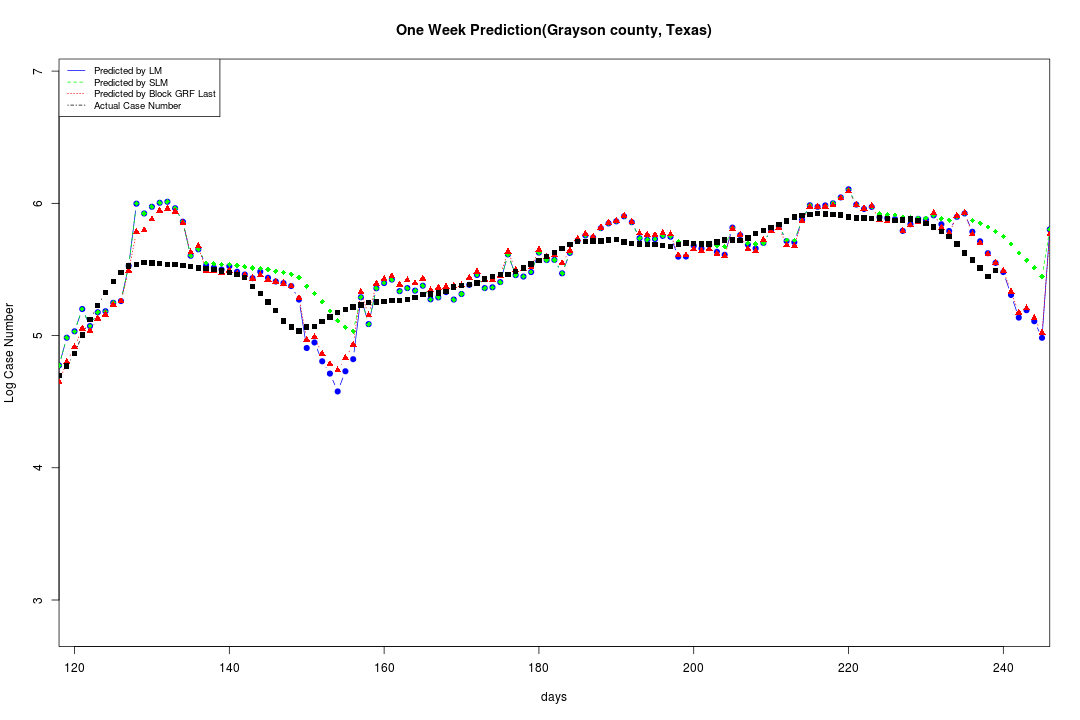 One Week Prediction(Grayson county, Texas)
Predicted by LM
Predicted by SLM
Predicted by Block GRF Last
Actual Case Number
7
6
5
4
3
Log Case Number
120 140 160 180 200 220 240
days